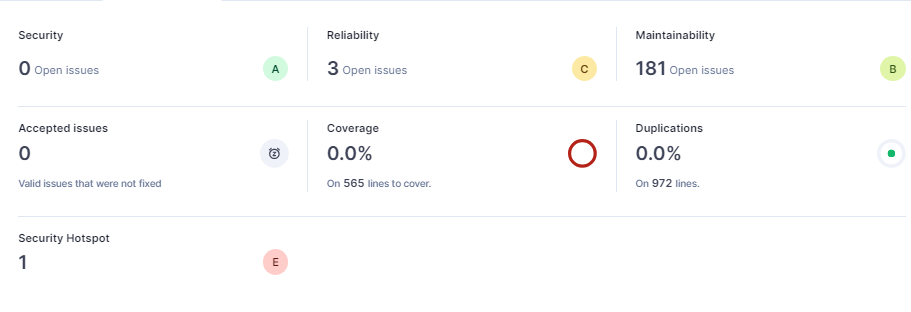 Security
0 Open issues
A
Reliability
3 Open issues
C
Maintainability
181 Open issues
B
Accepted issues
0
Valid issues that were not fixed
Coverage
0.0%
On 565 lines to cover.
Duplications
0.0%
On 972 lines.
Security Hotspot
1
E